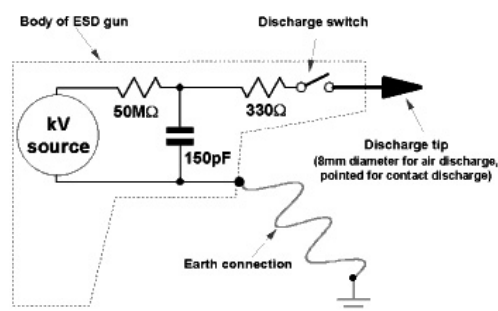 Body of ESD gun
Discharge switch
50MΩ
330Ω
kV
source
150pF
Discharge tip
(8mm diameter for air discharge,
pointed for contact discharge)
Earth connection